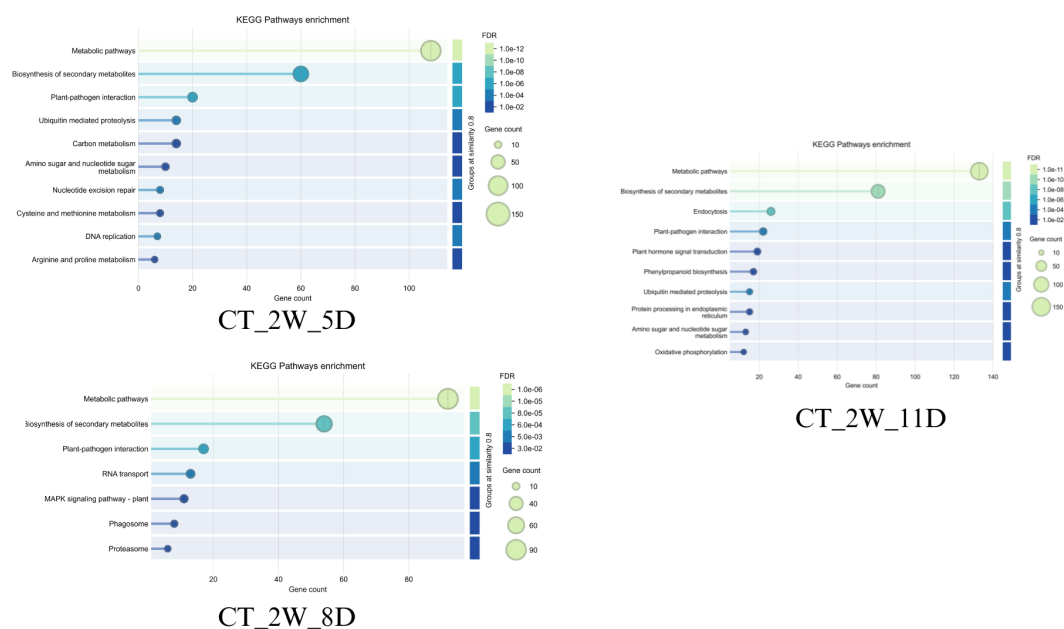 KEGG Pathways enrichment
Metabolic pathways
Biosynthesis of secondary metabolites
Plant-pathogen interaction
Ubiquitin mediated proteolysis
Carbon metabolism
Amino sugar and nucleotide sugar
metabolism
Nucleotide excision repair
Cysteine and methionine metabolism
DNA replication
Arginine and proline metabolism
0 20 40 60 80 100
Gene count
FDR
1.0e-12
1.0e-10
1.0e-08
1.0e-06
1.0e-04
1.0e-02
Groups at similarity 0.8
Gene count
10
50
100
150
CT_2W_5D
KEGG Pathways enrichment
Metabolic pathways
Biosynthesis of secondary metabolites
Endocytosis
Plant-pathogen interaction
Plant hormone signal transduction
Phenylpropanoid biosynthesis
Ubiquitin mediated proteolysis
Protein processing in endoplasmic
reticulum
Amino sugar and nucleotide sugar
metabolism
Oxidative phosphorylation
20 40 60 80 100 120 140
Gene count
FDR
1.0e-11
1.0e-10
1.0e-08
1.0e-06
1.0e-04
1.0e-02
Groups at similarity 0.8
Gene count
10
50
100
150
CT_2W_11D
KEGG Pathways enrichment
Metabolic pathways
Biosynthesis of secondary metabolites
Plant-pathogen interaction
RNA transport
MAPK signaling pathway - plant
Phagosome
Proteasome
20 40 60 80
Gene count
FDR
1.0e-06
1.0e-05
8.0e-05
6.0e-04
5.0e-03
3.0e-02
Groups at similarity 0.8
Gene count
10
40
60
90
CT_2W_8D